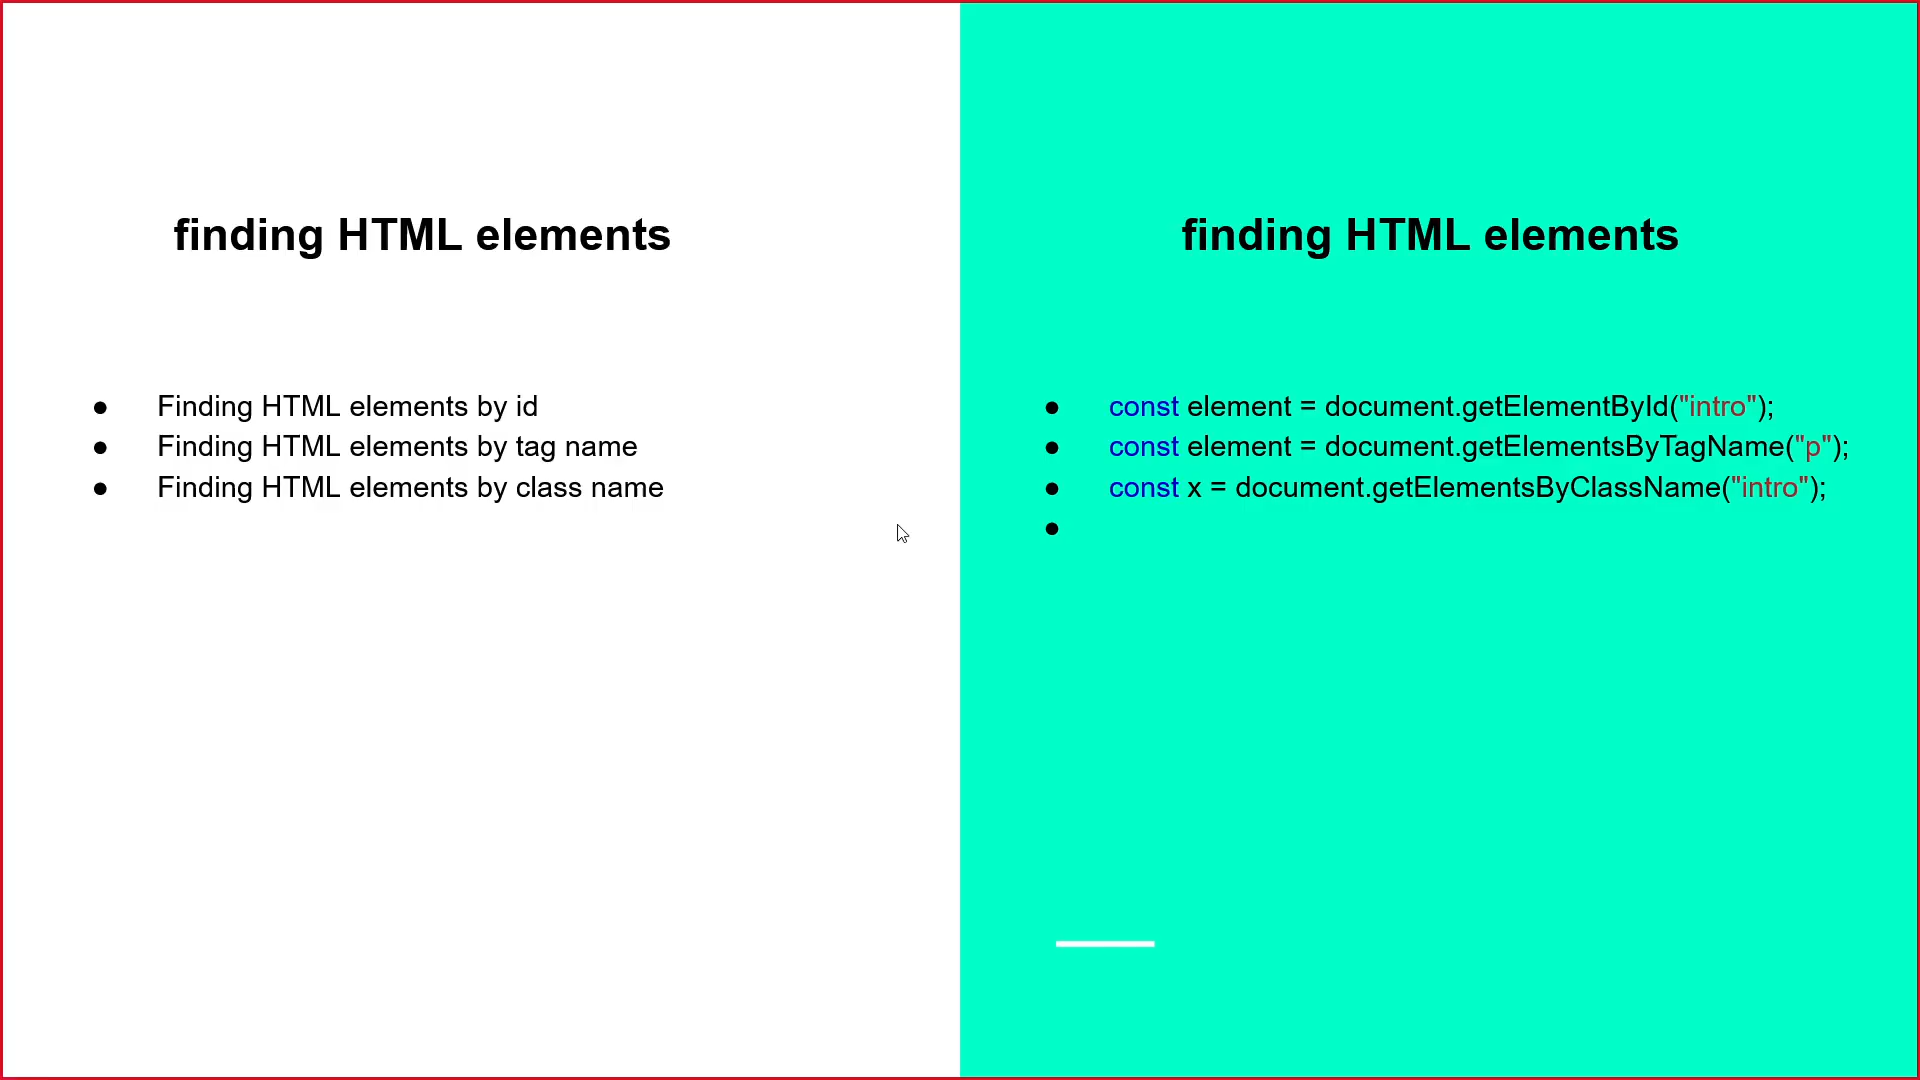 finding HTML elements
● Finding HTML elements by id
● Finding HTML elements by tag name
● Finding HTML elements by class name
finding HTML elements
● const element = document.getElementById("intro");
● const element = document.getElementsByTagName("p");
● const x = document.getElementsByClassName("intro");
●